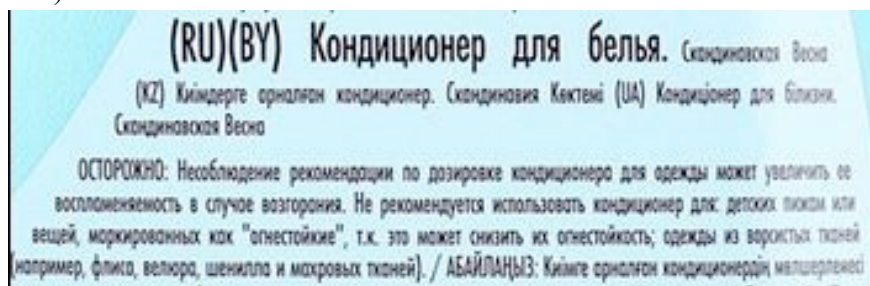 (RU)(BY) Кондиционер для белья. Скандинавская Весна
(KZ) Киімдерге арналған кондиционер. Скандинавия Көктемі (UA) Кондиціонер для білизни.
Скандинавская Весна
ОСТОРОЖНО: Несоблюдение рекомендации по дозировке кондиционера для одежды может увеличить ее
воспламеняемость в случае возгорания. Не рекомендуется использовать кондиционер для: детских пижам или
вещей, маркированных как "огнестойкие", т.к. это может снизить их огнестойкость; одежды из ворсистых тканей
(например, флиса, велюра, шенилла и махровых тканей). / АБАЙЛАҢЫЗ: Киімге арналған кондиционердің мөлшерлемесі